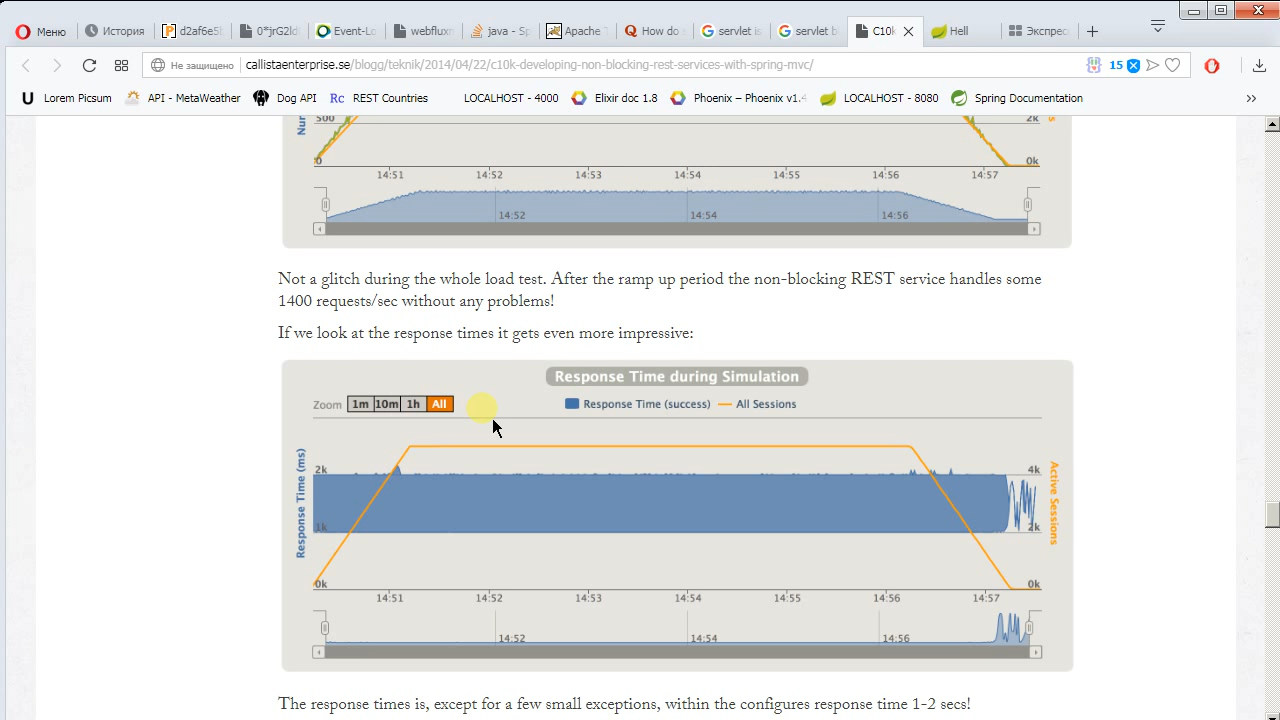 Меню
История
d2af6e5
0*jrG2ld
Event-Lo
webflux
java - Sp
Apache T
How do
servlet is
servlet b
C10k
Hell
Экспрес
Не защищено
callistaenterprise.se/blogg/teknik/2014/04/22/c10k-developing-non-blocking-rest-services-with-spring-mvc/
15
U Lorem Picsum
API - MetaWeather
Dog API
Rc REST Countries
LOCALHOST - 4000
Elixir doc 1.8
Phoenix – Phoenix v1.4
LOCALHOST - 8080
Spring Documentation
500 2k
0 0k
14:51 14:52 14:53 14:54 14:55 14:56 14:57
14:52 14:54 14:56
Not a glitch during the whole load test. After the ramp up period the non-blocking REST service handles some
1400 requests/sec without any problems!
If we look at the response times it gets even more impressive:
Response Time during Simulation
Zoom 1m 10m 1h All
Response Time (success) All Sessions
Response Time (ms)
2k 4k
1k 2k
0k 0k
Active Sessions
14:51 14:52 14:53 14:54 14:55 14:56 14:57
14:52 14:54 14:56
The response times is, except for a few small exceptions, within the configures response time 1-2 secs!